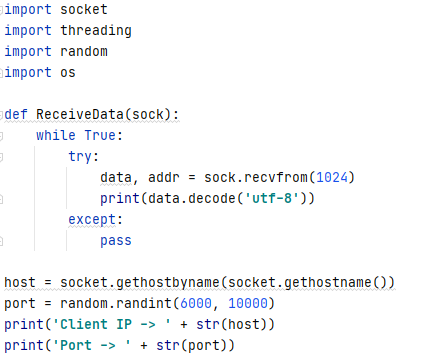 import socket
import threading
import random
import os
def ReceiveData(sock):
    while True:
        try:
            data, addr = sock.recvfrom(1024)
            print(data.decode('utf-8'))
        except:
            pass
host = socket.gethostbyname(socket.gethostname())
port = random.randint(6000, 10000)
print('Client IP -> ' + str(host))
print('Port -> ' + str(port))